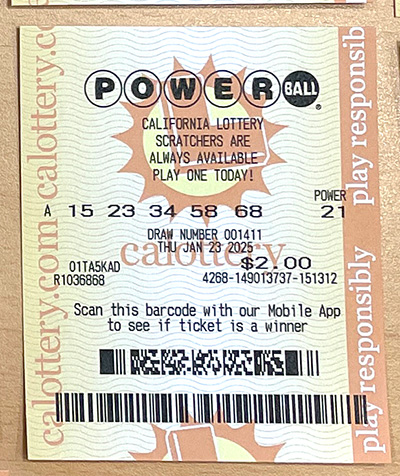 POWERBALL®
CALIFORNIA LOTTERY
SCRATCHERS ARE
ALWAYS AVAILABLE
PLAY ONE TODAY!
POWER
A 15 23 34 58 68 21
DRAW NUMBER 001411
THU JAN 23 2025
calottery
01TA5KAD $2.00
R1036868 4268-149013737-151312
Scan this barcode with our Mobile App
to see if ticket is a winner
calottery.com calottery.c
play responsibly play responsib